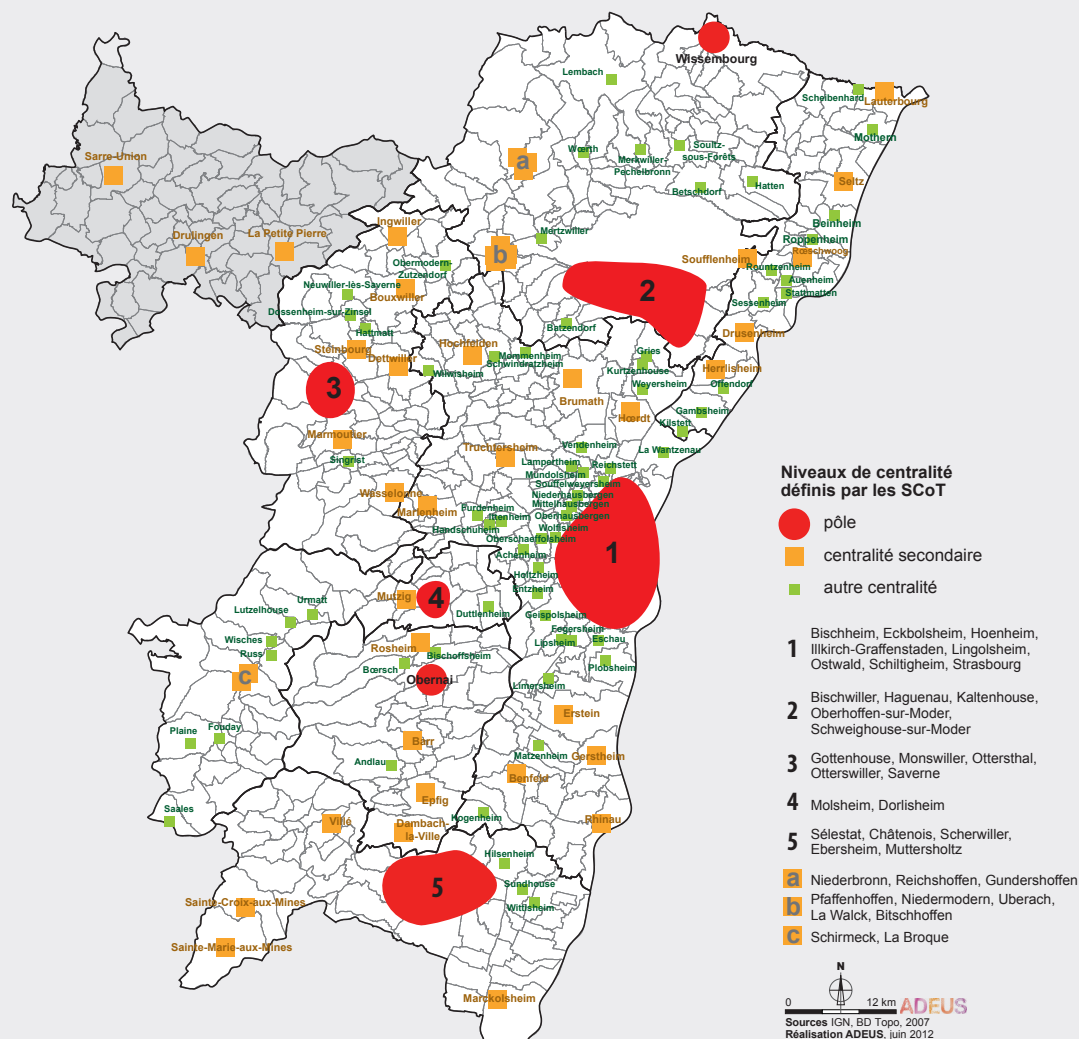 Wissembourg
Lembach
Scheibenhard
Lauterbourg
Mothern
Sarre-Union
a
Wœrth
Merkwiller-
Pechelbronn
Soultz-
sous-Forêts
Betschdorf
Hatten
Seltz
Beinheim
Ingwiller
Drulingen
La Petite Pierre
Mertzwiller
b
Roppenheim
Rœschwoog
Soufflenheim
Rountzenheim
Auenheim
Stattmatten
Sessenheim
Obermodern-
Zutzendorf
Neuwiller-lès-Saverne
Bouxwiller
2
Dossenheim-sur-Zinsel
Hattmatt
Batzendorf
Drusenheim
Steinbourg
Dettwiller
Hochfelden
Mommenheim
Schwindratzheim
Wilwisheim
Gries
Kurtzenhouse
Weyersheim
Herrlisheim
Offendorf
3
Brumath
Hœrdt
Gambsheim
Kilstett
Marmoutier
Singrist
Truchtersheim
Vendenheim
La Wantzenau
Lampertheim
Reichstett
Mundolsheim
Souffelweyersheim
Niederhausbergen
Mittelhausbergen
Oberhausbergen
Wasselonne
Marlenheim
Furdenheim
Ittenheim
Handschuheim
Wolfisheim
Oberschaeffolsheim
Achenheim
1
Holtzheim
Entzheim
Mutzig
4
Duttlenheim
Geispolsheim
Urmatt
Lutzelhouse
Wisches
Russ
Rosheim
Bischoffsheim
Bœrsch
Obernai
Fegersheim
Lipsheim
Eschau
Plobsheim
Limersheim
c
Plaine
Fouday
Erstein
Barr
Andlau
Matzenheim
Gerstheim
Benfeld
Epfig
Saales
Villé
Dambach-
la-Ville
Kogenheim
Rhinau
Hilsenheim
5
Sundhouse
Wittisheim
Sainte-Croix-aux-Mines
Sainte-Marie-aux-Mines
Marckolsheim
Niveaux de centralité
définis par les SCoT
pôle
centralité secondaire
autre centralité
1 Bischheim, Eckbolsheim, Hoenheim,
Illkirch-Graffenstaden, Lingolsheim,
Ostwald, Schiltigheim, Strasbourg
2 Bischwiller, Haguenau, Kaltenhouse,
Oberhoffen-sur-Moder,
Schweighouse-sur-Moder
3 Gottenhouse, Monswiller, Ottersthal,
Otterswiller, Saverne
4 Molsheim, Dorlisheim
5 Sélestat, Châtenois, Scherwiller,
Ebersheim, Muttersholtz
a Niederbronn, Reichshoffen, Gundershoffen
b Pfaffenhoffen, Niedermodern, Uberach,
La Walck, Bitschhoffen
c Schirmeck, La Broque
N
0 12 km ADEUS
Sources IGN, BD Topo, 2007
Réalisation ADEUS, juin 2012